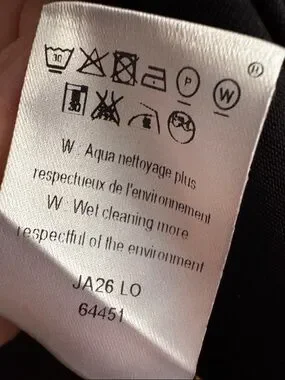 P W ®
W : Aqua nettoyage plus
respectueux de l'environnement
W : Wet cleaning more
respectful of the environment
JA26 LO
64451